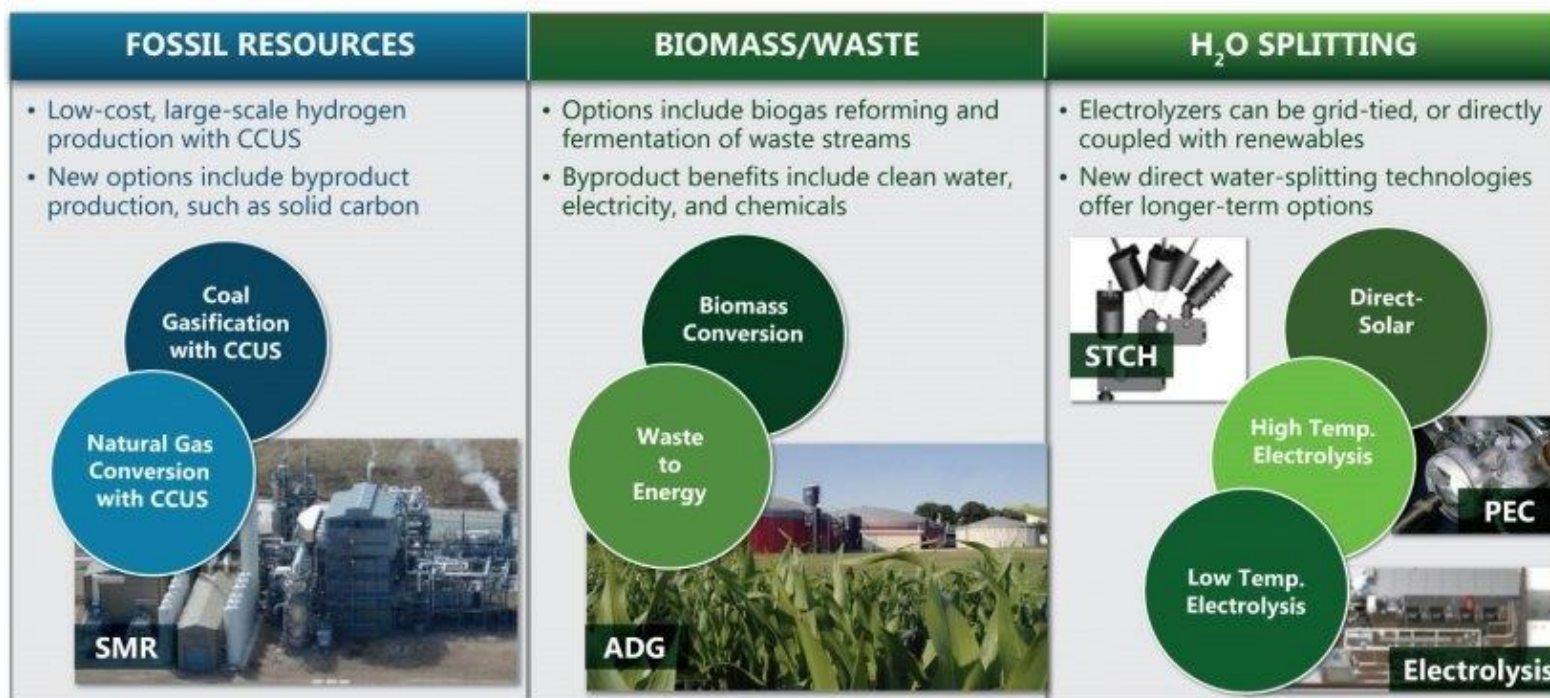 FOSSIL RESOURCES
• Low-cost, large-scale hydrogen
production with CCUS
• New options include byproduct
production, such as solid carbon
Coal
Gasification
with CCUS
Natural Gas
Conversion
with CCUS
SMR
BIOMASS/WASTE
• Options include biogas reforming and
fermentation of waste streams
• Byproduct benefits include clean water,
electricity, and chemicals
Biomass
Conversion
Waste
to
Energy
ADG
H₂O SPLITTING
• Electrolyzers can be grid-tied, or directly
coupled with renewables
• New direct water-splitting technologies
offer longer-term options
STCH
Direct-
Solar
High Temp.
Electrolysis
PEC
Low Temp.
Electrolysis
Electrolysis